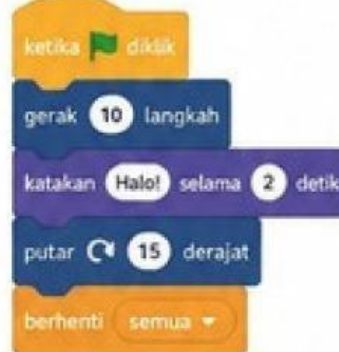 ketika diklik
gerak 10 langkah
katakan Halo! selama 2 detik
putar 15 derajat
berhenti semua